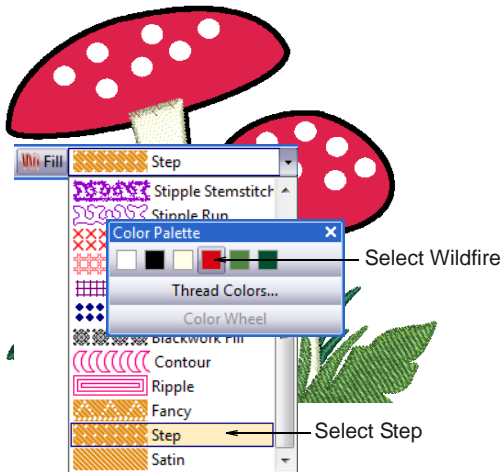 Fill
Step
Stipple Stemstitch
Stipple Run
Color Palette
Select Wildfire
Thread Colors...
Color Wheel
Blackwork Fill
Contour
Ripple
Fancy
Step
Select Step
Satin